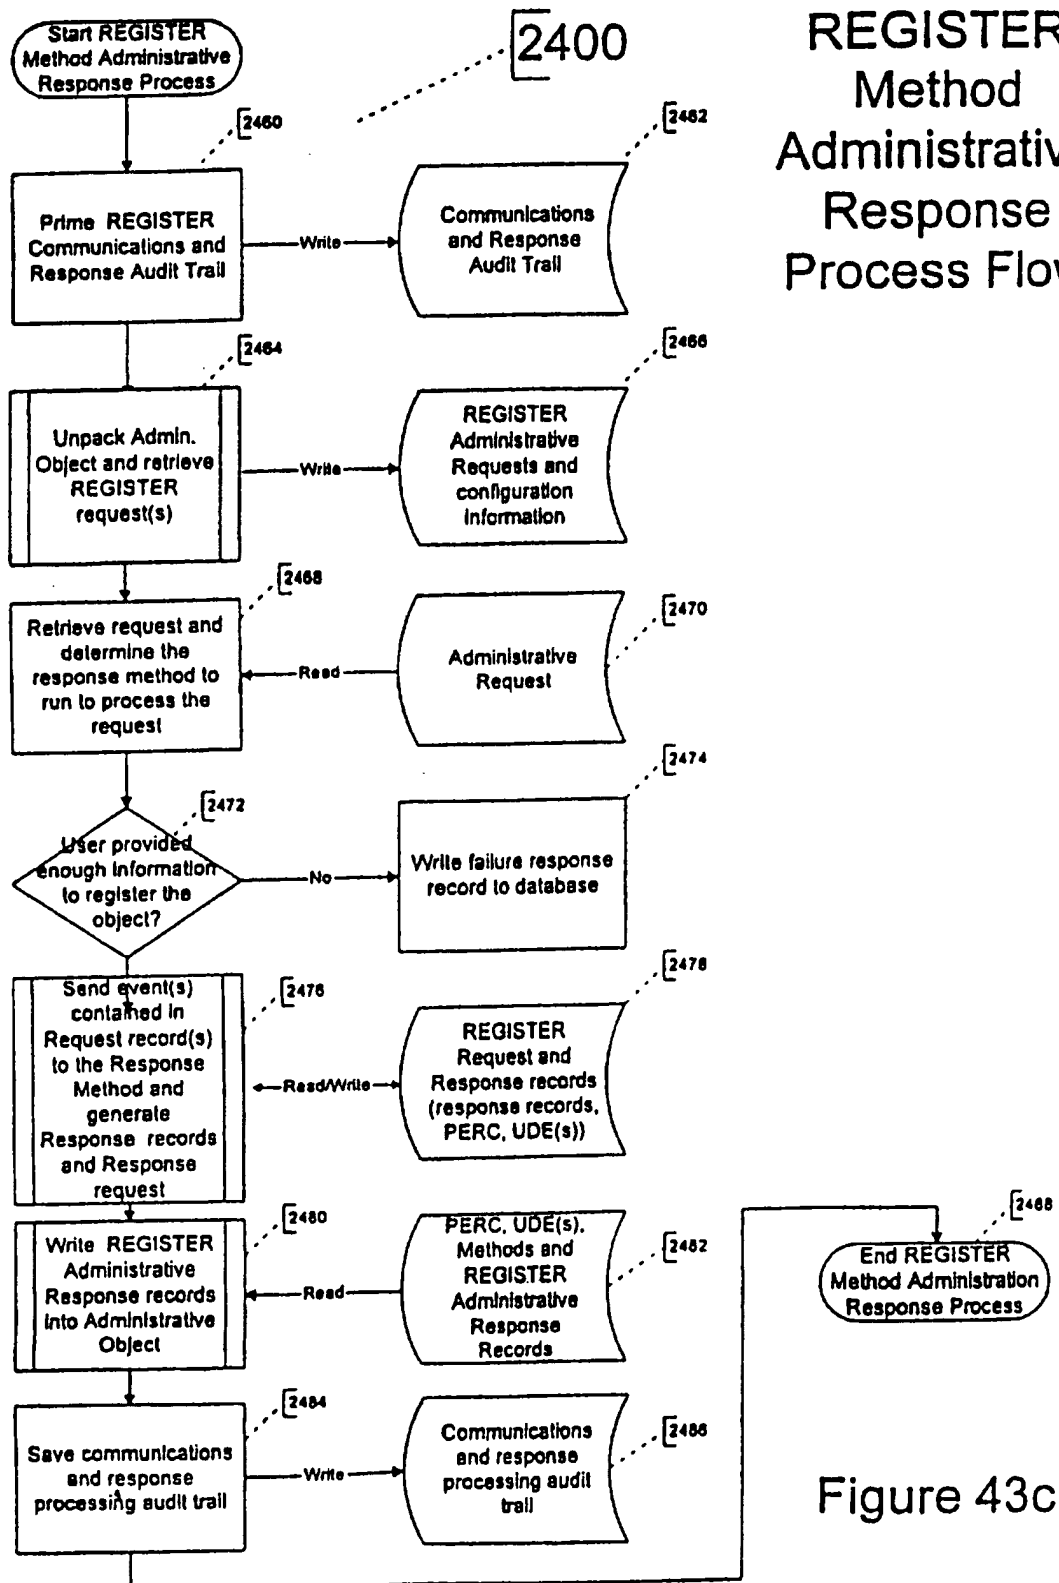 Start REGISTER
Method Administrative
Response Process
2400
REGISTER
Method
Administrativ
Response
Process Flow
2460
Prime REGISTER
Communications and
Response Audit Trail
Write
2462
Communications
and Response
Audit Trail
2464
Unpack Admin.
Object and retrieve
REGISTER
request(s)
Write
2466
REGISTER
Administrative
Requests and
configuration
Information
2468
Retrieve request and
determine the
response method to
run to process the
request
Read
2470
Administrative
Request
2472
User provided
enough information
to register the
object?
No
2474
Write failure response
record to database
2476
Send event(s)
contained in
Request record(s)
to the Response
Method and
generate
Response records
and Response
request
Read/Write
2478
REGISTER
Request and
Response records
(response records,
PERC, UDE(s))
2480
Write REGISTER
Administrative
Response records
into Administrative
Object
Read
2482
PERC, UDE(s),
Methods and
REGISTER
Administrative
Response
Records
2484
Save communications
and response
processing audit trail
Write
2486
Communications
and response
processing audit
trail
2488
End REGISTER
Method Administration
Response Process
Figure 43c